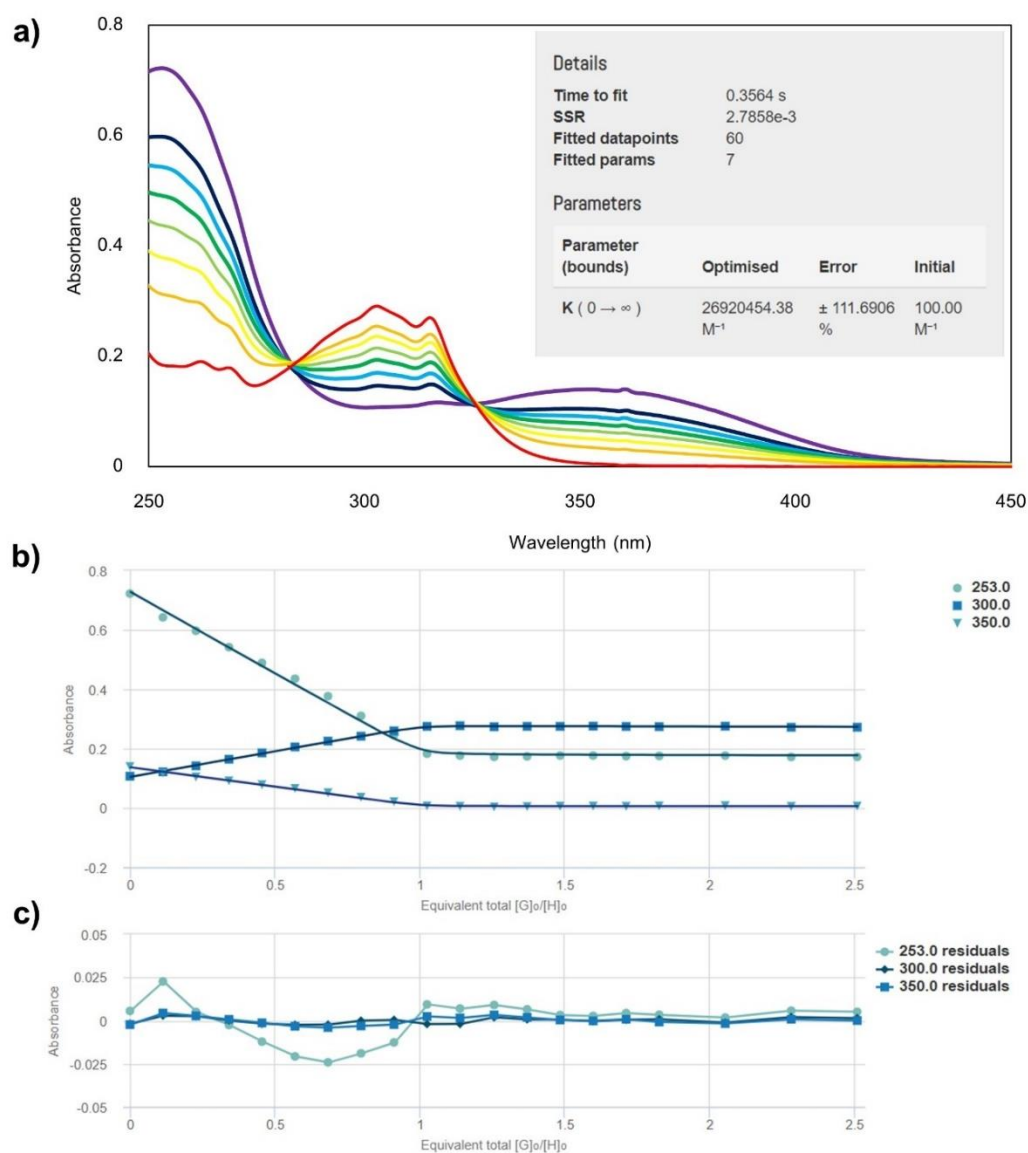 a)
0.8
0.6
0.4
0.2
0
Absorbance
250
300
350
400
450
Wavelength (nm)
Details
Time to fit 0.3564 s
SSR 2.7858e-3
Fitted datapoints 60
Fitted params 7
Parameters
Parameter
(bounds) Optimised Error Initial
K ( 0 → ∞ ) 26920454.38 ± 111.6906 100.00
M⁻¹ % M⁻¹
b)
0.8
0.6
0.4
0.2
0
-0.2
Absorbance
0
0.5
1
1.5
2
2.5
Equivalent total [G]₀/[H]₀
253.0
300.0
350.0
c)
0.05
0.025
0
-0.025
-0.05
Absorbance
0
0.5
1
1.5
2
2.5
Equivalent total [G]₀/[H]₀
253.0 residuals
300.0 residuals
350.0 residuals